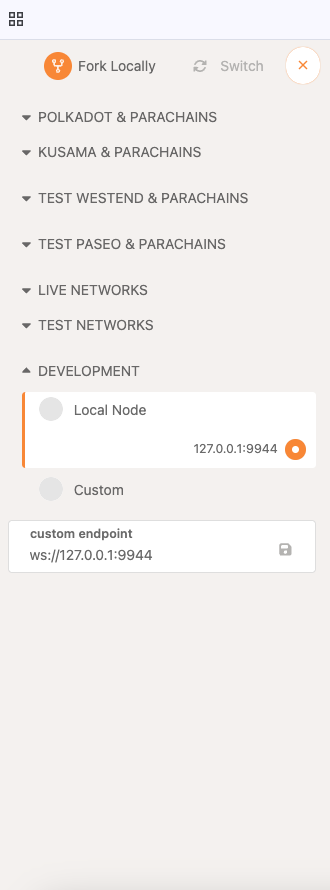 Fork Locally
Switch
POLKADOT & PARACHAINS
KUSAMA & PARACHAINS
TEST WESTEND & PARACHAINS
TEST PASEO & PARACHAINS
LIVE NETWORKS
TEST NETWORKS
DEVELOPMENT
Local Node
127.0.0.1:9944
Custom
custom endpoint
ws://127.0.0.1:9944